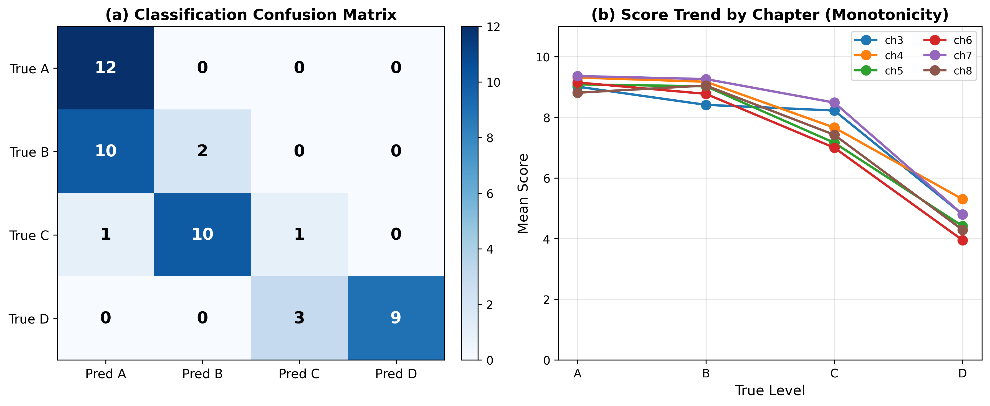 (a) Classification Confusion Matrix
True A 12 0 0 0
True B 10 2 0 0
True C 1 10 1 0
True D 0 0 3 9
Pred A Pred B Pred C Pred D
12
10
8
6
4
2
0
(b) Score Trend by Chapter (Monotonicity)
ch3 ch6
ch4 ch7
ch5 ch8
10
8
6
4
2
0
Mean Score
A B C D
True Level